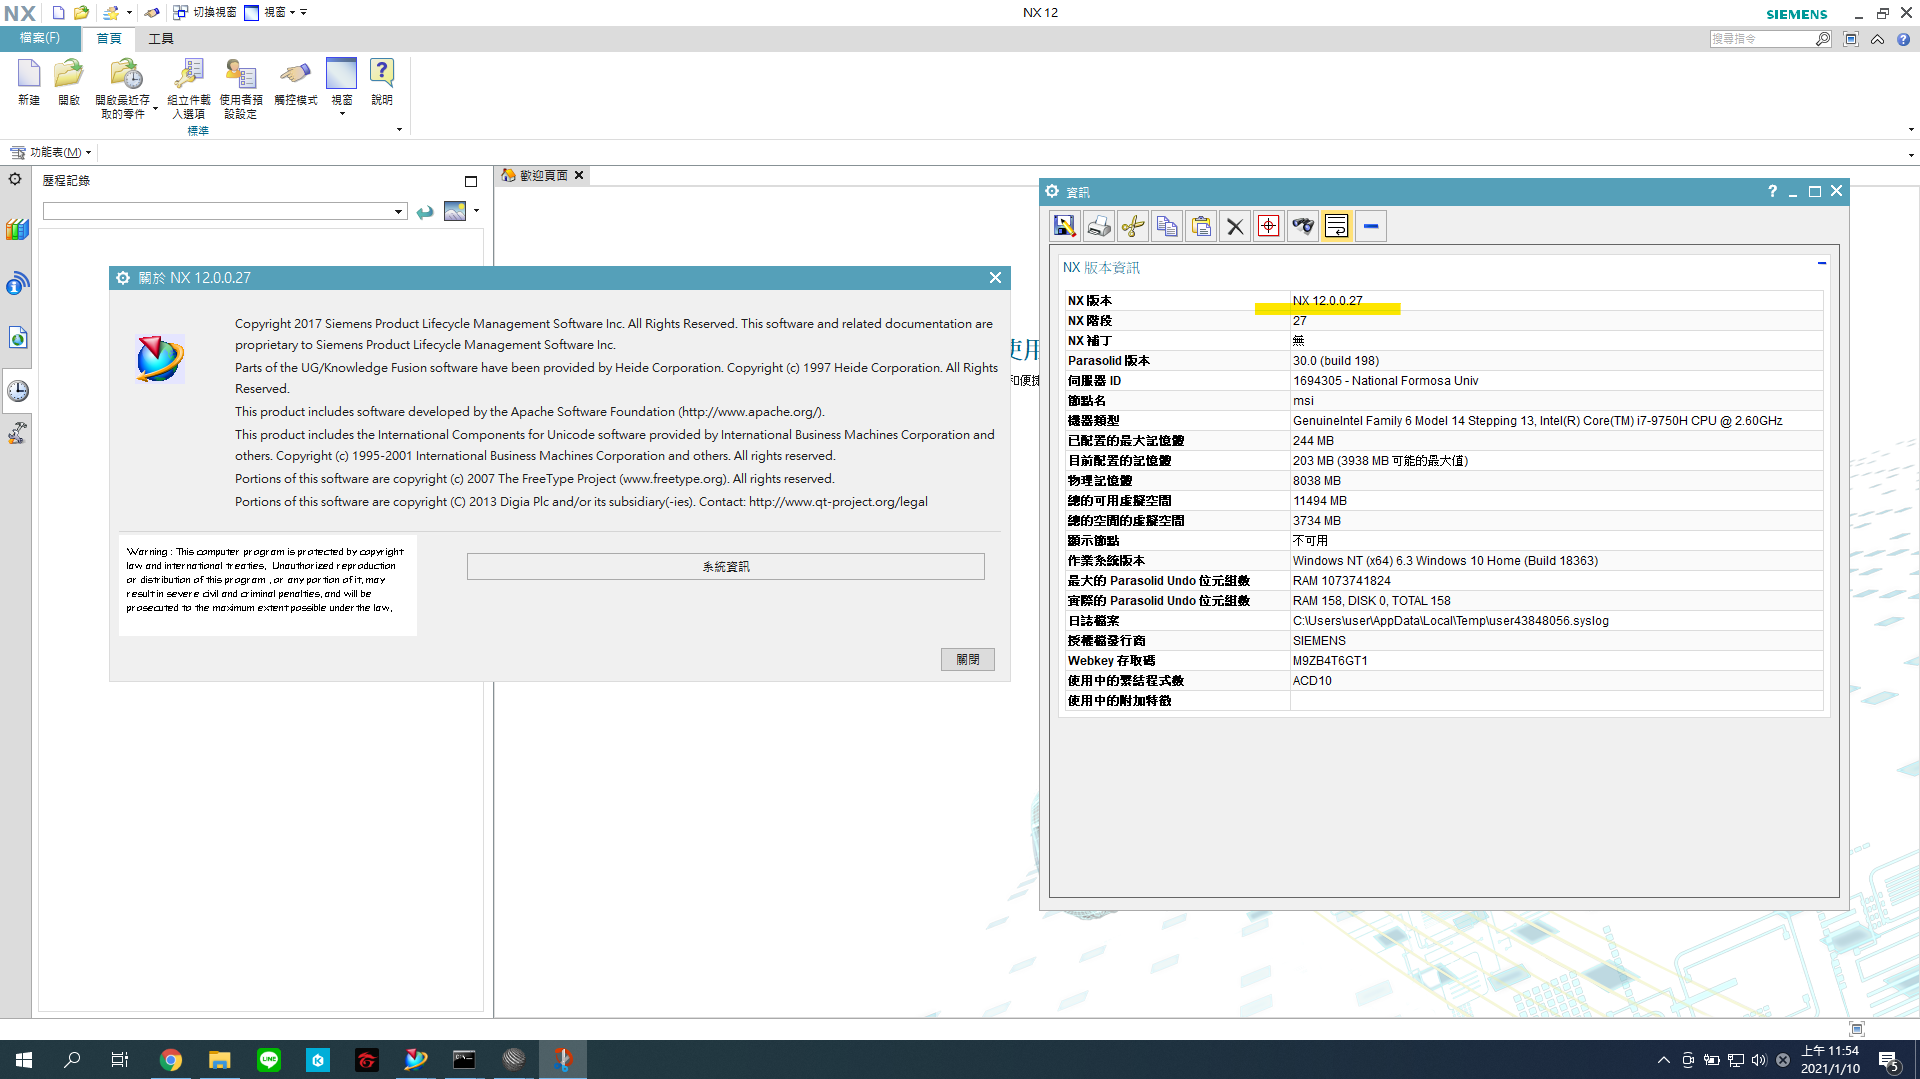 NX 切換視窗 視窗
NX 12
SIEMENS
檔案(F) 首頁 工具
搜尋指令
新建
開啟
開啟最近存
取的零件
組立件載
入選項
使用者預
設設定
觸控模式
視窗
說明
標準
功能表(M)
歷程記錄
歡迎頁面
關於 NX 12.0.0.27
Copyright 2017 Siemens Product Lifecycle Management Software Inc. All Rights Reserved. This software and related documentation are
proprietary to Siemens Product Lifecycle Management Software Inc.
Parts of the UG/Knowledge Fusion software have been provided by Heide Corporation. Copyright (c) 1997 Heide Corporation. All Rights
Reserved.
This product includes software developed by the Apache Software Foundation (http://www.apache.org/).
This product includes the International Components for Unicode software provided by International Business Machines Corporation and
others. Copyright (c) 1995-2001 International Business Machines Corporation and others. All rights reserved.
Portions of this software are copyright (c) 2007 The FreeType Project (www.freetype.org). All rights reserved.
Portions of this software are copyright (C) 2013 Digia Plc and/or its subsidiary(-ies). Contact: http://www.qt-project.org/legal
Warning : This computer program is protected by copyright
law and international treaties. Unauthorized reproduction
or distribution of this program , or any portion of it, may
result in severe civil and criminal penalties, and will be
prosecuted to the maximum extent possible under the law.
系統資訊
關閉
使用
和便捷
資訊
NX 版本資訊
NX 版本 NX 12.0.0.27
NX 階段 27
NX 補丁 無
Parasolid 版本 30.0 (build 198)
伺服器 ID 1694305 - National Formosa Univ
節點名 msi
機器類型 GenuineIntel Family 6 Model 14 Stepping 13, Intel(R) Core(TM) i7-9750H CPU @ 2.60GHz
已配置的最大記憶體 244 MB
目前配置的記憶體 203 MB (3938 MB 可能的最大值)
物理記憶體 8038 MB
總的可用虛擬空間 11494 MB
總的空閒的虛擬空間 3734 MB
顯示節點 不可用
作業系統版本 Windows NT (x64) 6.3 Windows 10 Home (Build 18363)
最大的 Parasolid Undo 位元組數 RAM 1073741824
實際的 Parasolid Undo 位元組數 RAM 158, DISK 0, TOTAL 158
日誌檔案 C:\Users\user\AppData\Local\Temp\user43848056.syslog
授權檔發行商 SIEMENS
Webkey 存取碼 M9ZB4T6GT1
使用中的繫結程式數 ACD10
使用中的附加特徵
LINE
上午 11:54
2021/1/10
5